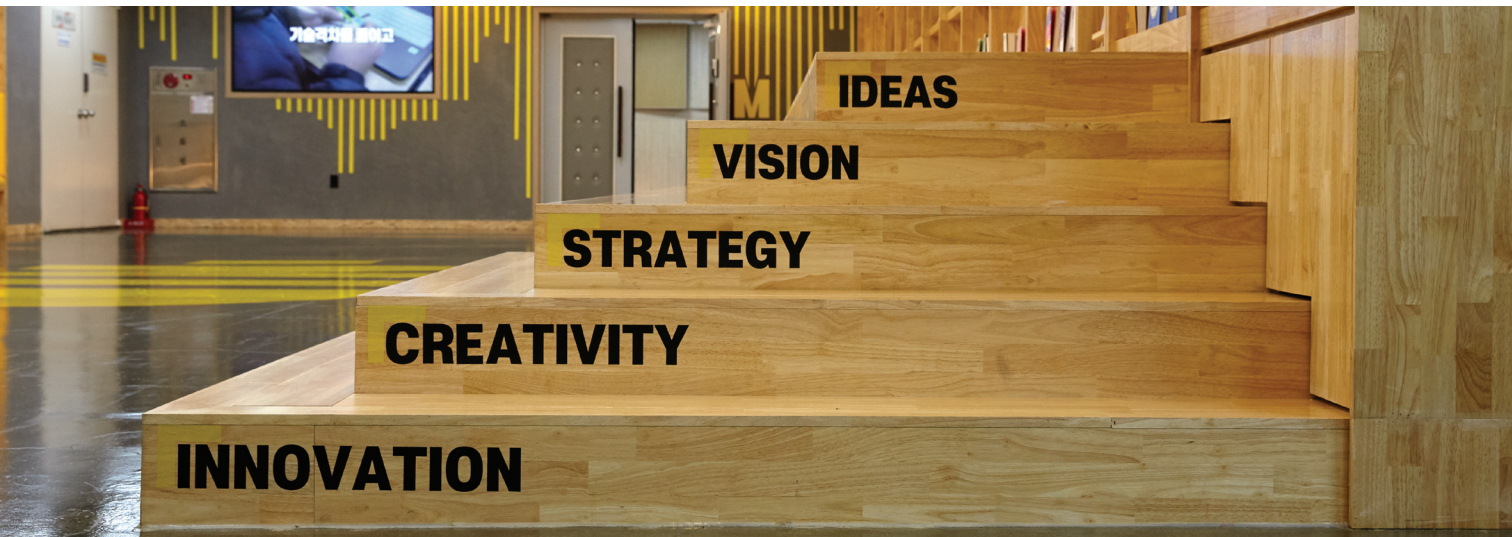 기술격차를 줄이고
M
IDEAS
VISION
STRATEGY
CREATIVITY
INNOVATION